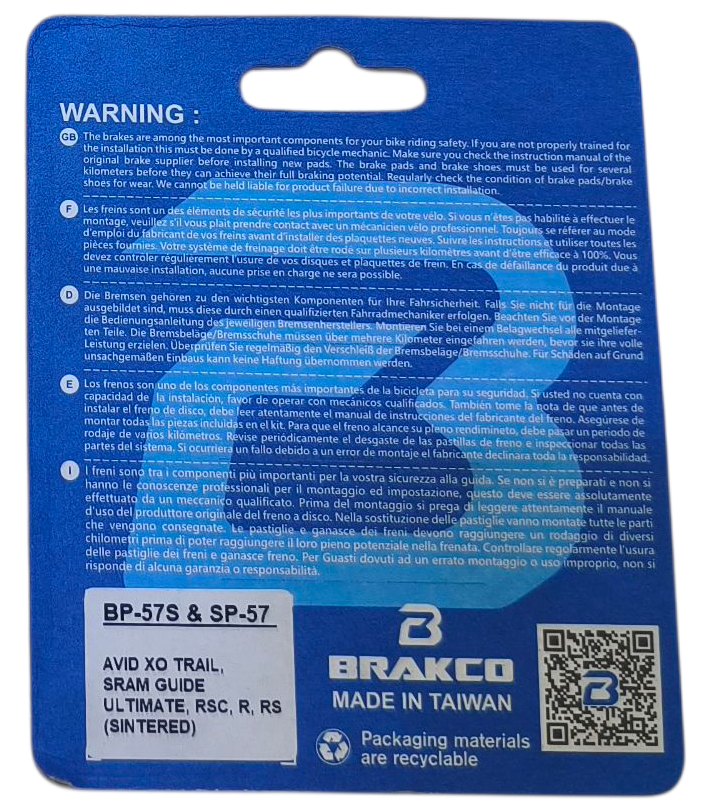 WARNING :
GB The brakes are among the most important components for your bike riding safety. If you are not properly trained for
the installation this must be done by a qualified bicycle mechanic. Make sure you check the instruction manual of the
original brake supplier before installing new pads. The brake pads and brake shoes must be used for several
kilometers before they can achieve their full braking potential. Regularly check the condition of brake pads/brake
shoes for wear. We cannot be held liable for product failure due to incorrect installation.
F Les freins sont un des éléments de sécurité les plus importants de votre vélo. Si vous n'êtes pas habilité à effectuer le
montage, veuillez s'il vous plait prendre contact avec un mécanicien vélo professionnel. Toujours se référer au mode
d'emploi du fabricant de vos freins avant d'installer des plaquettes neuves. Suivre les instructions et utiliser toutes les
pièces fournies. Votre système de freinage doit être rodé sur plusieurs kilomètres avant d'être efficace à 100%. Vous
devez contrôler régulièrement l'usure de vos disques et plaquettes de frein. En cas de défaillance du produit due à
une mauvaise installation, aucune prise en charge ne sera possible.
D Die Bremsen gehören zu den wichtigsten Komponenten für Ihre Fahrsicherheit. Falls Sie nicht für die Montage
ausgebildet sind, muss diese durch einen qualifizierten Fahrradmechaniker erfolgen. Beachten Sie vor der Montage
die Bedienungsanleitung des jeweiligen Bremsenherstellers. Montieren Sie bei einem Belagwechsel alle mitgeliefer-
ten Teile. Die Bremsbeläge/Bremsschuhe müssen über mehrere Kilometer eingefahren werden, bevor sie ihre volle
Leistung erzielen. Überprüfen Sie regelmäßig den Verschleiß der Bremsbeläge/Bremsschuhe. Für Schäden auf Grund
unsachgemäßen Einbaus kann keine Haftung übernommen werden.
E Los frenos son uno de los componentes más importantes de la bicicleta para su seguridad. Si usted no cuenta con
capacidad de la instalación, favor de operar con mecánicos cualificados. También tome la nota de que antes de
instalar el freno de disco, debe leer atentamente el manual de instrucciones del fabricante del freno. Asegúrese de
montar todas las piezas incluidas en el kit. Para que el freno alcance su pleno rendimineto, debe pasar un periodo de
rodaje de varios kilómetros. Revise periódicamente el desgaste de las pastillas de freno e inspeccionar todas las
partes del sistema. Si ocurriera un fallo debido a un error de montaje el fabricante declinara toda la responsabilidad.
I I freni sono tra i componenti più importanti per la vostra sicurezza alla guida. Se non si è preparati e non si
hanno le conoscenze professionali per il montaggio ed impostazione, questo deve essere assolutamente
effettuato da un meccanico qualificato. Prima del montaggio si prega di leggere attentamente il manuale
d'uso del produttore originale del freno a disco. Nella sostituzione delle pastiglie vanno montate tutte le parti
che vengono consegnate. Le pastiglie e ganasce dei freni devono raggiungere un rodaggio di diversi
chilometri prima di poter raggiungere il loro pieno potenziale nella frenata. Controllare regolarmente l'usura
delle pastiglie dei freni e ganasce freno. Per Guasti dovuti ad un errato montaggio o uso improprio, non si
risponde di alcuna garanzia o responsabilità.
BP-57S & SP-57
AVID XO TRAIL,
SRAM GUIDE
ULTIMATE, RSC, R, RS
(SINTERED)
BRAKCO
MADE IN TAIWAN
Packaging materials
are recyclable